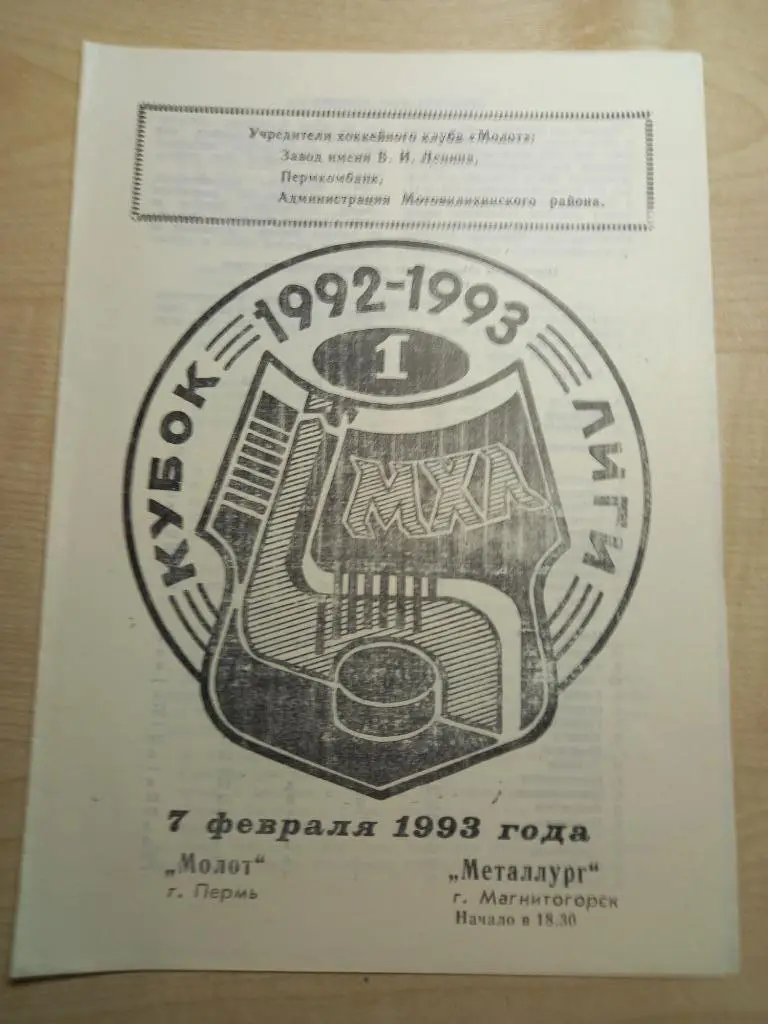 Учредители хоккейного клуба «Молот»:
Завод имени В. И. Ленина,
Пермкомбанк,
Администрация Мотовилихинского района.
КУБОК 1992-1993 ЛИГИ
1
МХЛ
7 февраля 1993 года
„Молот“
г. Пермь
„Металлург“
г. Магнитогорск
Начало в 18.30